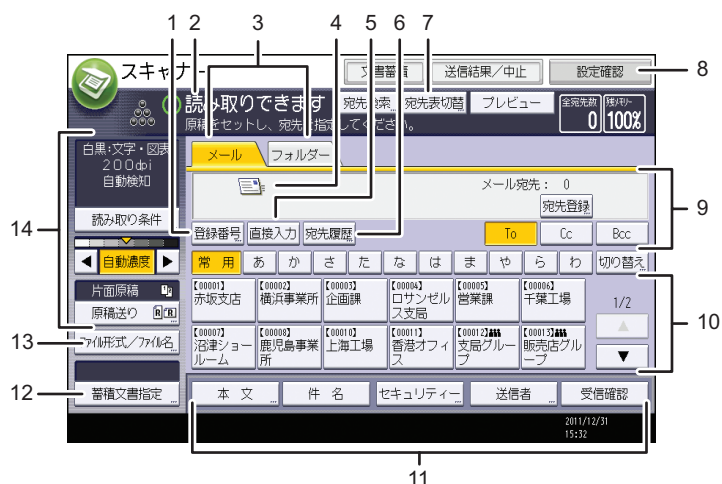 1 2 3 4 5 6 7
スキャナー 文書蓄積 送信結果／中止 設定確認 8
読み取りできます 宛先検索 宛先表切替 プレビュー 全宛先数 0 残ﾒﾓﾘｰ 100%
原稿をセットし、宛先を指定してください。
白黒:文字・図表
200dpi
自動検知
読み取り条件
自動濃度
片面原稿
原稿送り
ﾌｧｲﾙ形式／ﾌｧｲﾙ名
蓄積文書指定
14
13
12
メール フォルダー
メール宛先： 0
宛先登録
9
登録番号 直接入力 宛先履歴 To Cc Bcc
常用 あ か さ た な は ま や ら わ 切り替え
【00001】赤坂支店
【00002】横浜事業所
【00003】企画課
【00004】ロサンゼルス支局
【00005】営業課
【00006】千葉工場
1/2
10
【00007】沼津ショールーム
【00008】鹿児島事業所
【00010】上海工場
【00011】香港オフィス
【00012】支局グループ
【00013】販売店グループ
本文 件名 セキュリティー 送信者 受信確認
2011/12/31
15:32
11